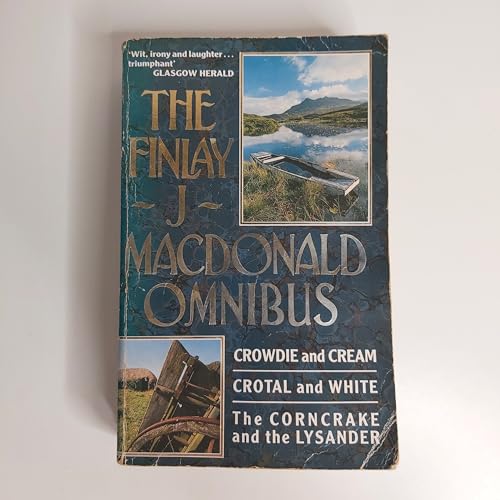 'Wit, irony and laughter...
triumphant'
GLASGOW HERALD
THE
FINLAY
- J -
MACDONALD
OMNIBUS
CROWDIE and CREAM
CROTAL and WHITE
The CORNCRAKE
and the LYSANDER